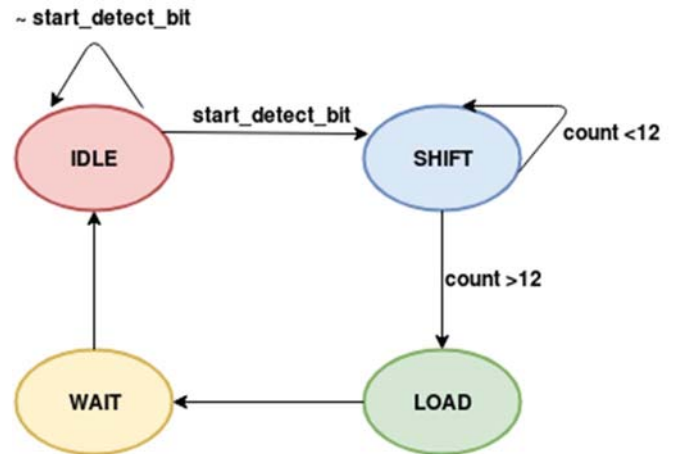 ~ start_detect_bit
start_detect_bit
IDLE
SHIFT
count <12
count >12
WAIT
LOAD